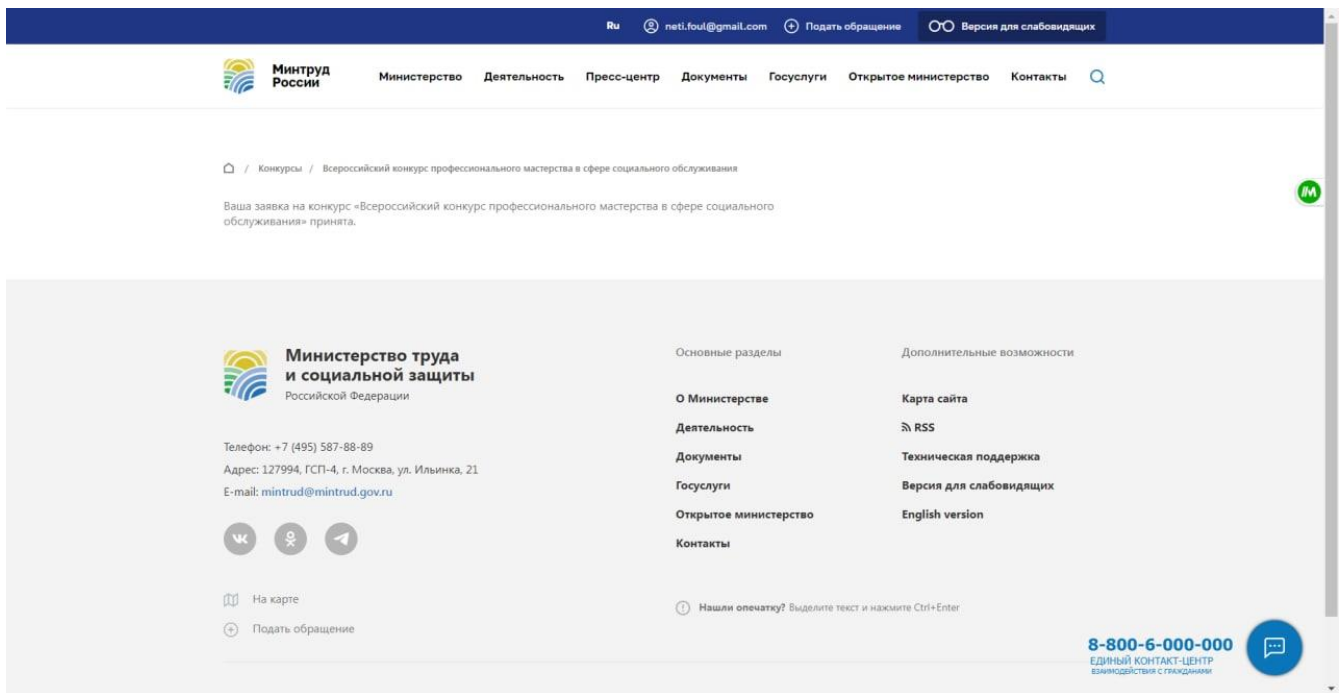 Ru neti.foul@gmail.com Подать обращение Версия для слабовидящих
Минтруд
России
Министерство Деятельность Пресс-центр Документы Госуслуги Открытое министерство Контакты
/ Конкурсы / Всероссийский конкурс профессионального мастерства в сфере социального обслуживания
Ваша заявка на конкурс «Всероссийский конкурс профессионального мастерства в сфере социального
обслуживания» принята.
Министерство труда
и социальной защиты
Российской Федерации
Телефон: +7 (495) 587-88-89
Адрес: 127994, ГСП-4, г. Москва, ул. Ильинка, 21
E-mail: mintrud@mintrud.gov.ru
На карте
Подать обращение
Основные разделы
О Министерстве
Деятельность
Документы
Госуслуги
Открытое министерство
Контакты
Дополнительные возможности
Карта сайта
RSS
Техническая поддержка
Версия для слабовидящих
English version
Нашли опечатку? Выделите текст и нажмите Ctrl+Enter
8-800-6-000-000
ЕДИНЫЙ КОНТАКТ-ЦЕНТР
ВЗАИМОДЕЙСТВИЯ С ГРАЖДАНАМИ